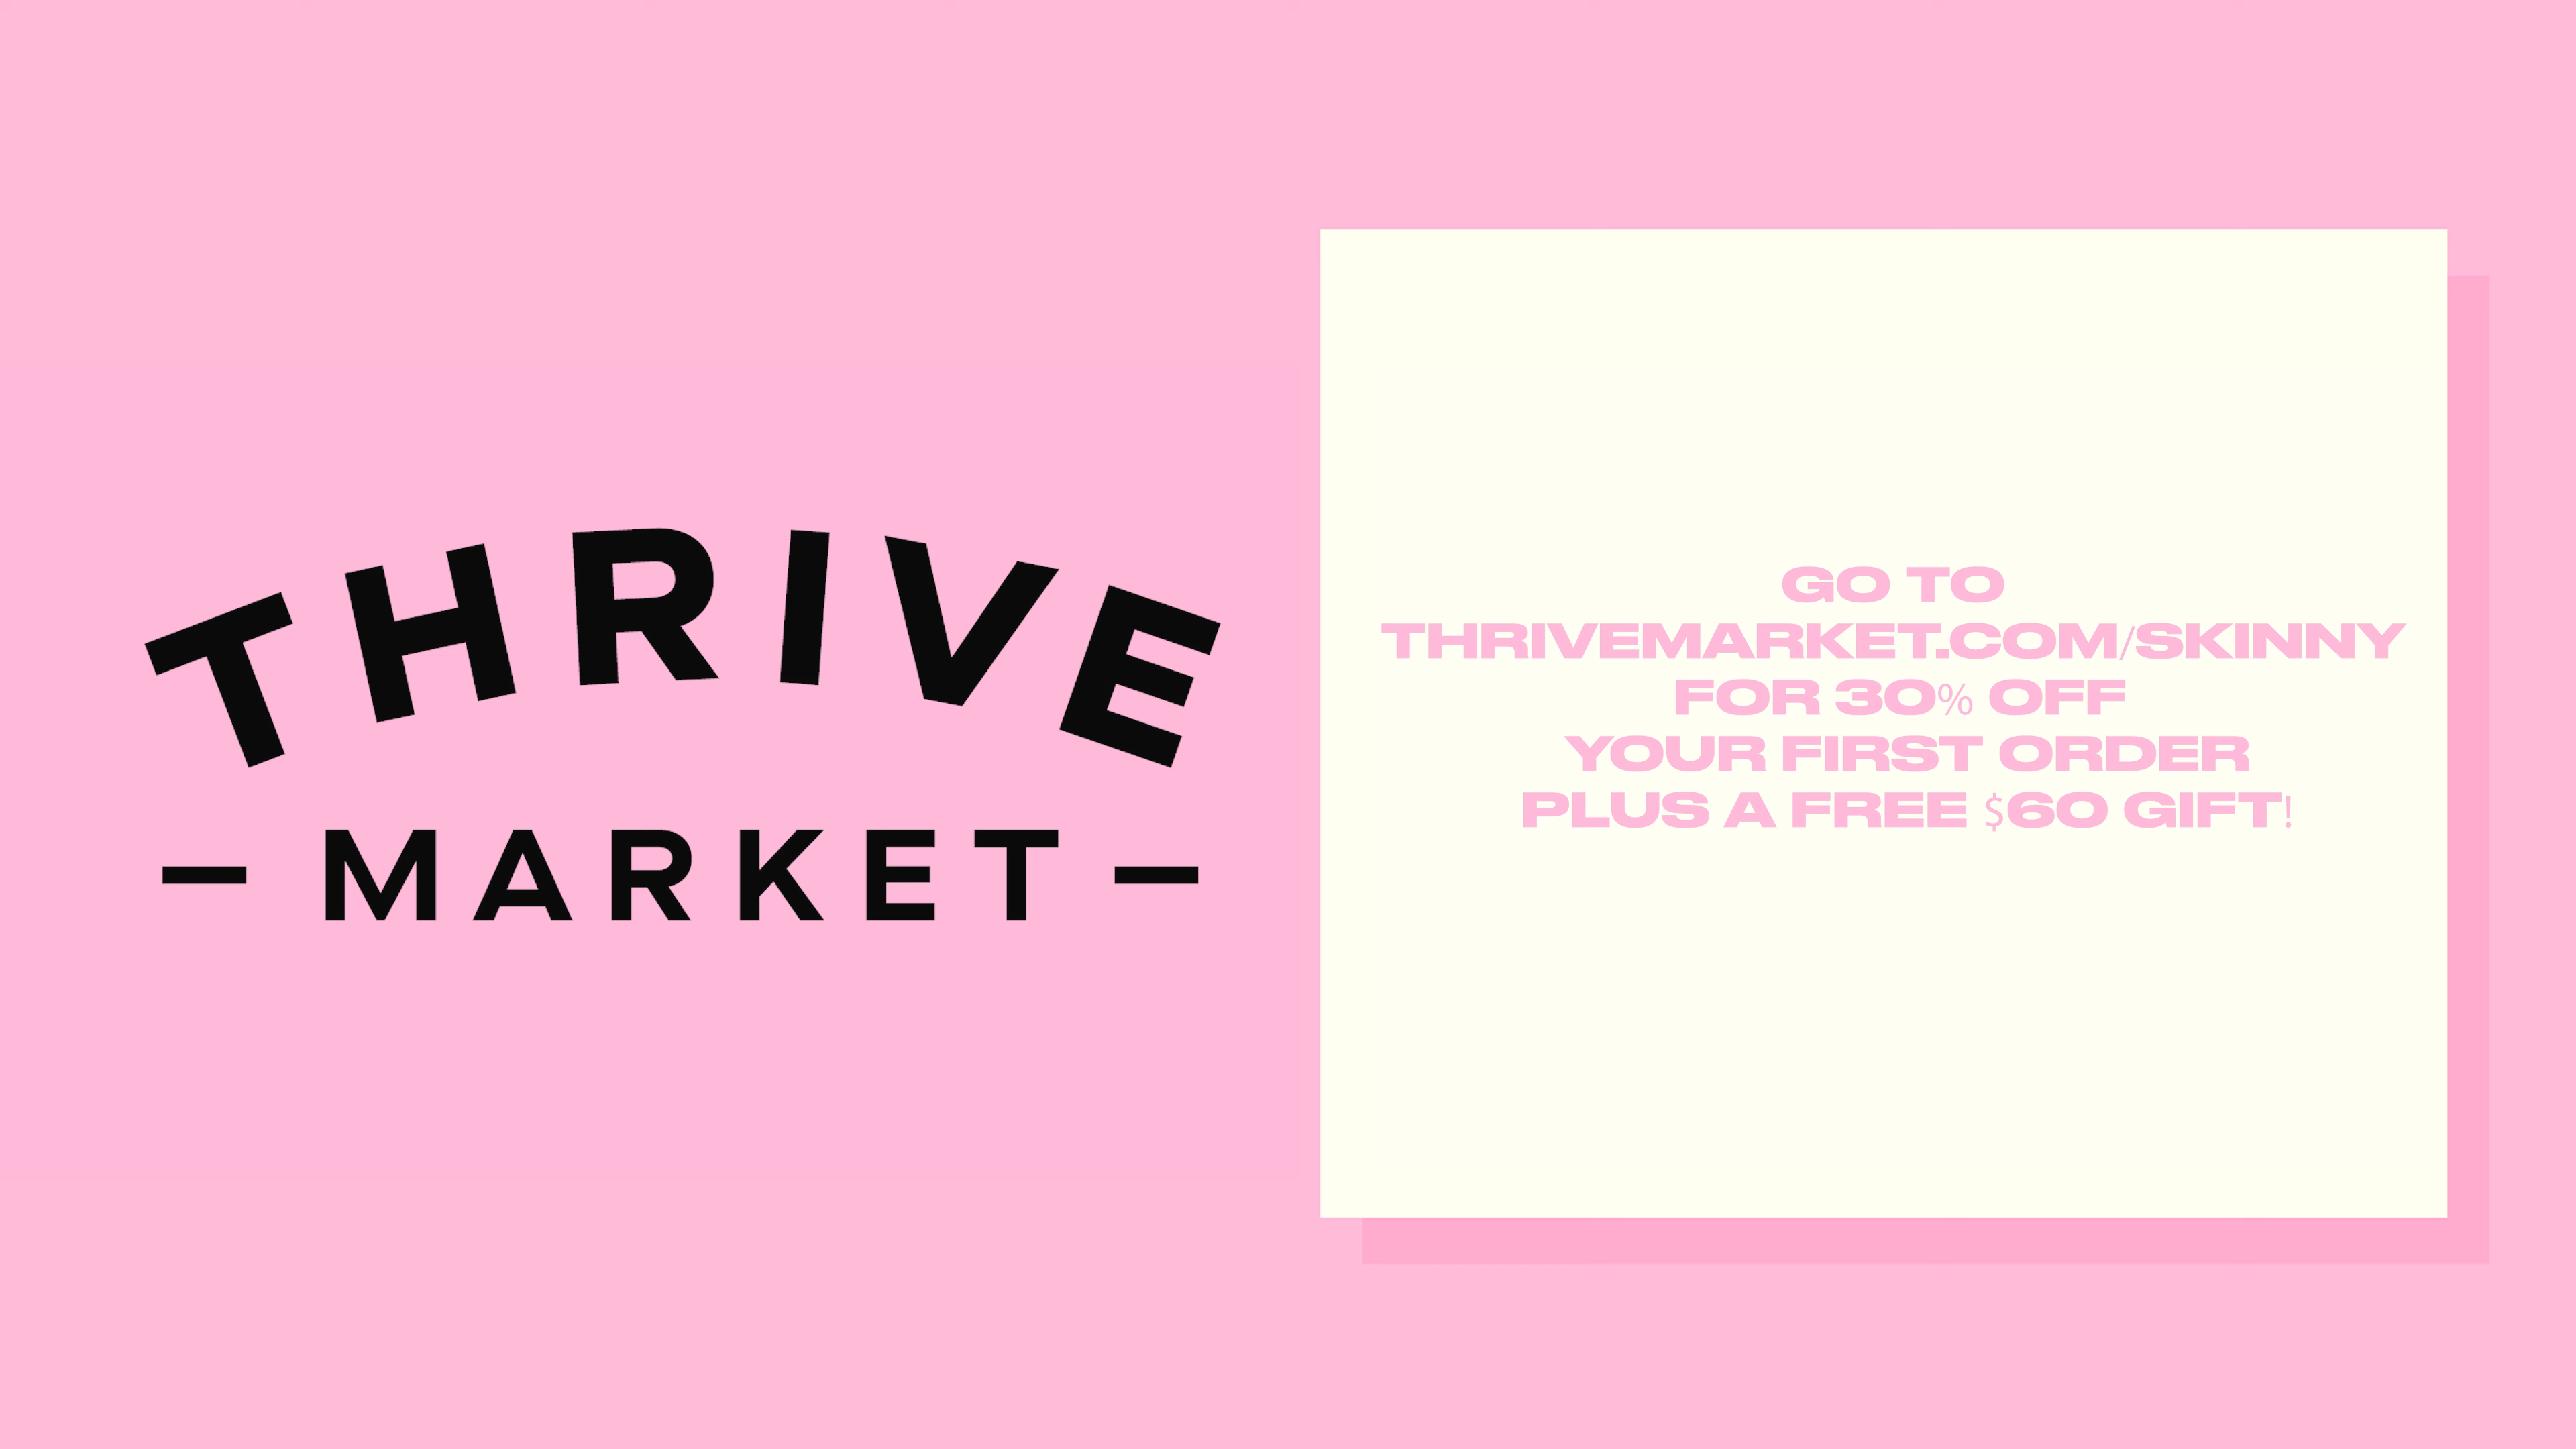 THRIVE
— MARKET —
GO TO
THRIVEMARKET.COM/SKINNY
FOR 30% OFF
YOUR FIRST ORDER
PLUS A FREE $60 GIFT!